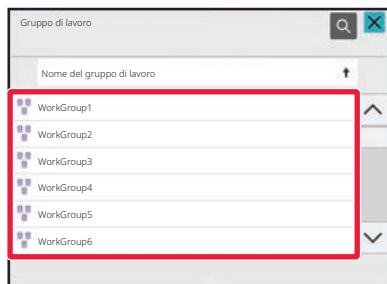 Gruppo di lavoro
Nome del gruppo di lavoro
WorkGroup1
WorkGroup2
WorkGroup3
WorkGroup4
WorkGroup5
WorkGroup6